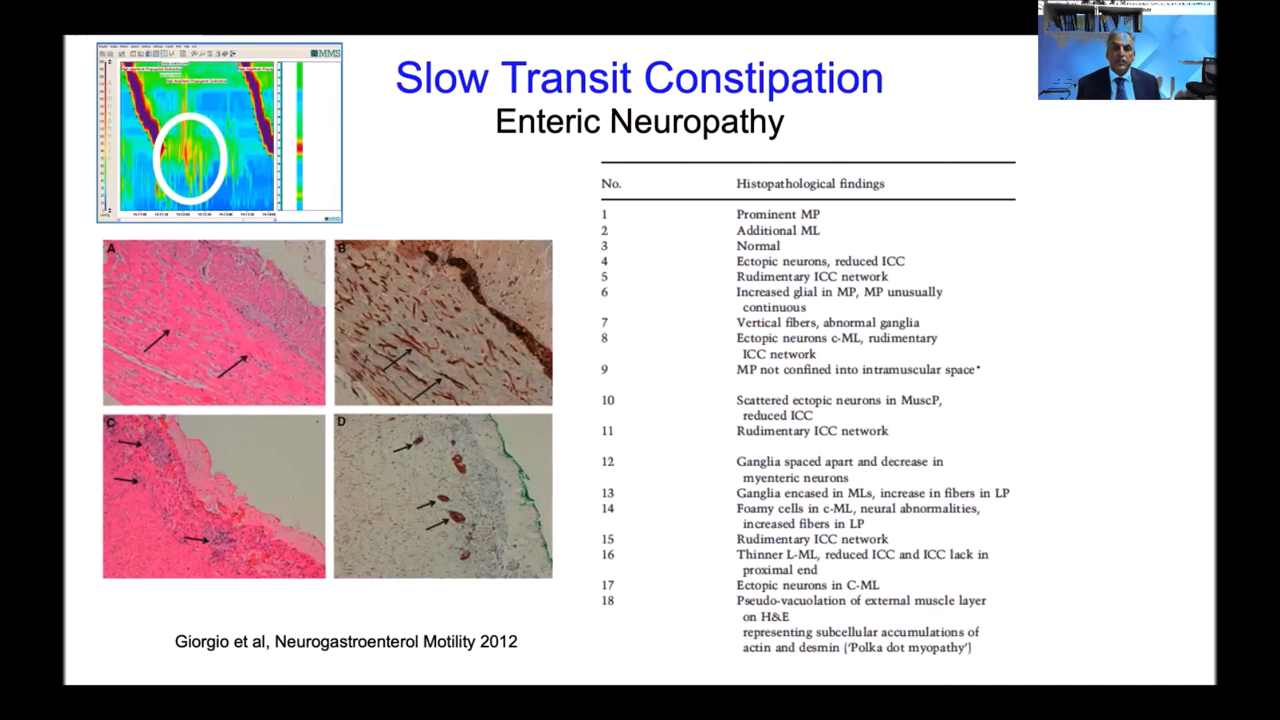 MMS
High Amplitude Propagated Contractions
Slow Transit Constipation
Enteric Neuropathy
A
B
C
D
Giorgio et al, Neurogastroenterol Motility 2012
No. Histopathological findings
1 Prominent MP
2 Additional ML
3 Normal
4 Ectopic neurons, reduced ICC
5 Rudimentary ICC network
6 Increased glial in MP, MP unusually
continuous
7 Vertical fibers, abnormal ganglia
8 Ectopic neurons c-ML, rudimentary
ICC network
9 MP not confined into intramuscular space*
10 Scattered ectopic neurons in MuscP,
reduced ICC
11 Rudimentary ICC network
12 Ganglia spaced apart and decrease in
myenteric neurons
13 Ganglia encased in MLs, increase in fibers in LP
14 Foamy cells in c-ML, neural abnormalities,
increased fibers in LP
15 Rudimentary ICC network
16 Thinner L-ML, reduced ICC and ICC lack in
proximal end
17 Ectopic neurons in C-ML
18 Pseudo-vacuolation of external muscle layer
on H&E
representing subcellular accumulations of
actin and desmin ('Polka dot myopathy')